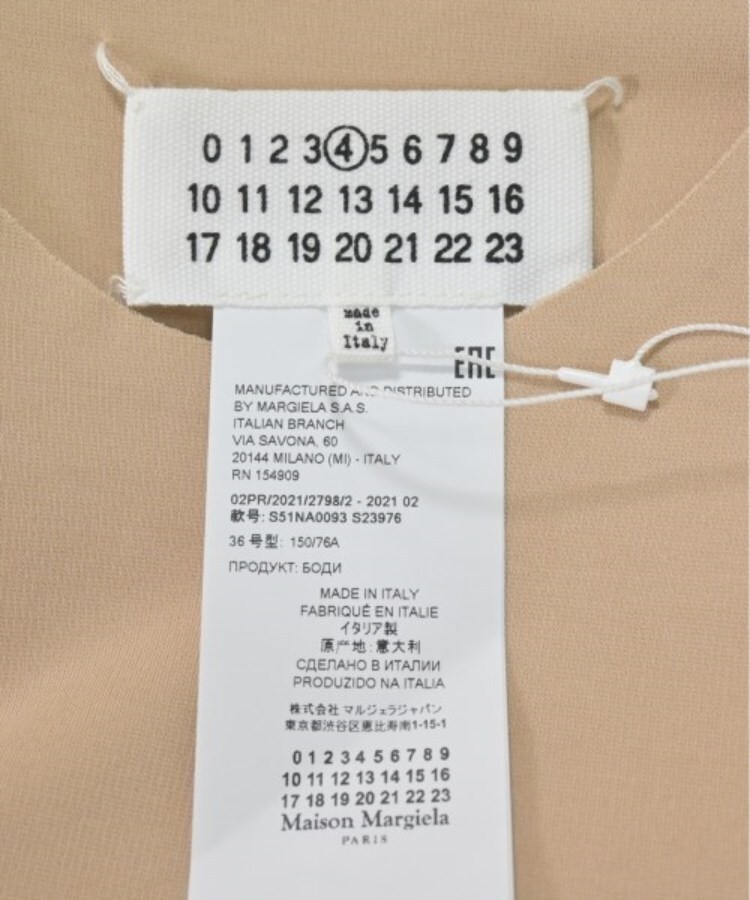 0 1 2 3 4 5 6 7 8 9
10 11 12 13 14 15 16
17 18 19 20 21 22 23
made
in
Italy
EAC
MANUFACTURED AND DISTRIBUTED
BY MARGIELA S.A.S.
ITALIAN BRANCH
VIA SAVONA, 60
20144 MILANO (MI) - ITALY
RN 154909
02PR/2021/2798/2 - 2021 02
款号: S51NA0093 S23976
36 号型: 150/76A
ПРОДУКТ: БОДИ
MADE IN ITALY
FABRIQUÉ EN ITALIE
イタリア製
原产地: 意大利
СДЕЛАНО В ИТАЛИИ
PRODUZIDO NA ITALIA
株式会社 マルジェラジャパン
東京都渋谷区恵比寿南1-15-1
0 1 2 3 4 5 6 7 8 9
10 11 12 13 14 15 16
17 18 19 20 21 22 23
Maison Margiela
PARIS